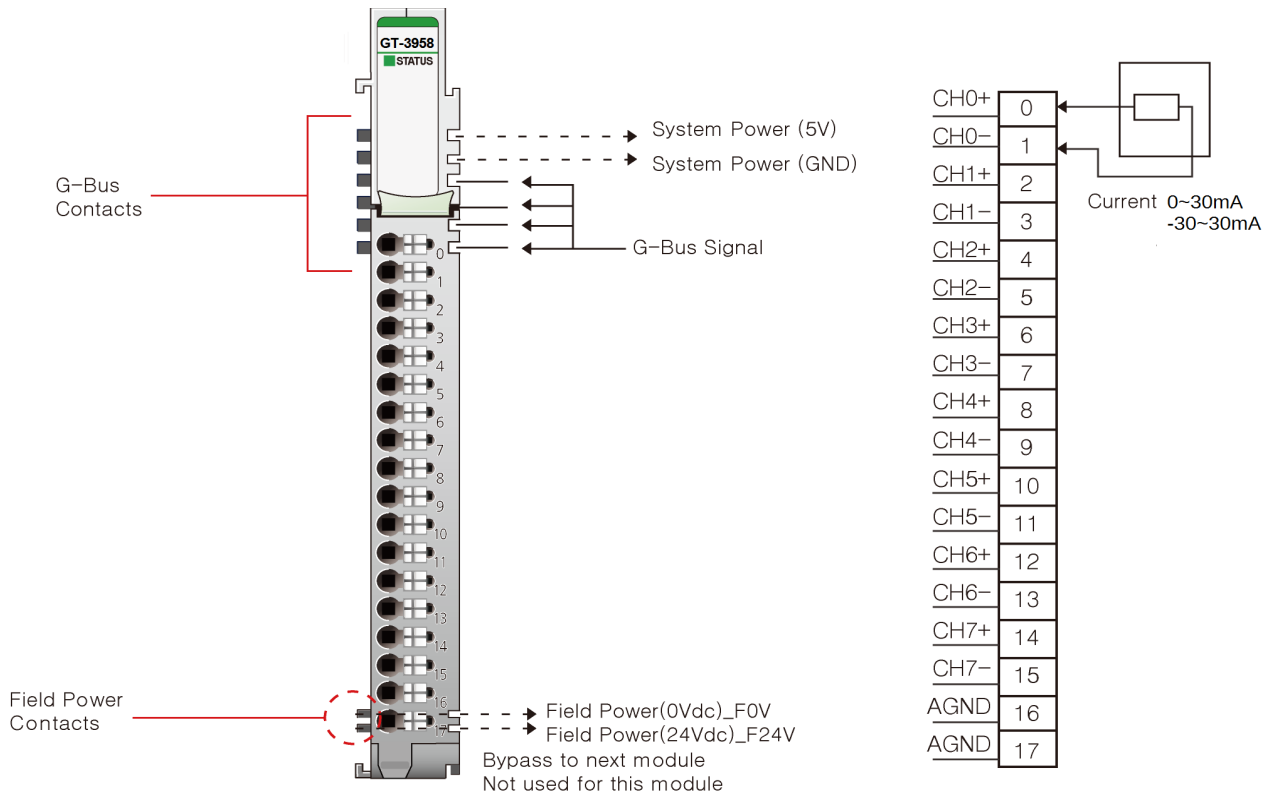 GT-3958
STATUS
System Power (5V)
System Power (GND)
G-Bus
Contacts
G-Bus Signal
0
1
2
3
4
5
6
7
8
9
10
11
12
13
14
15
16
17
Field Power
Contacts
Field Power(0Vdc)_F0V
Field Power(24Vdc)_F24V
Bypass to next module
Not used for this module
CH0+ 0
CH0- 1
CH1+ 2
CH1- 3
CH2+ 4
CH2- 5
CH3+ 6
CH3- 7
CH4+ 8
CH4- 9
CH5+ 10
CH5- 11
CH6+ 12
CH6- 13
CH7+ 14
CH7- 15
AGND 16
AGND 17
Current 0~30mA
-30~30mA